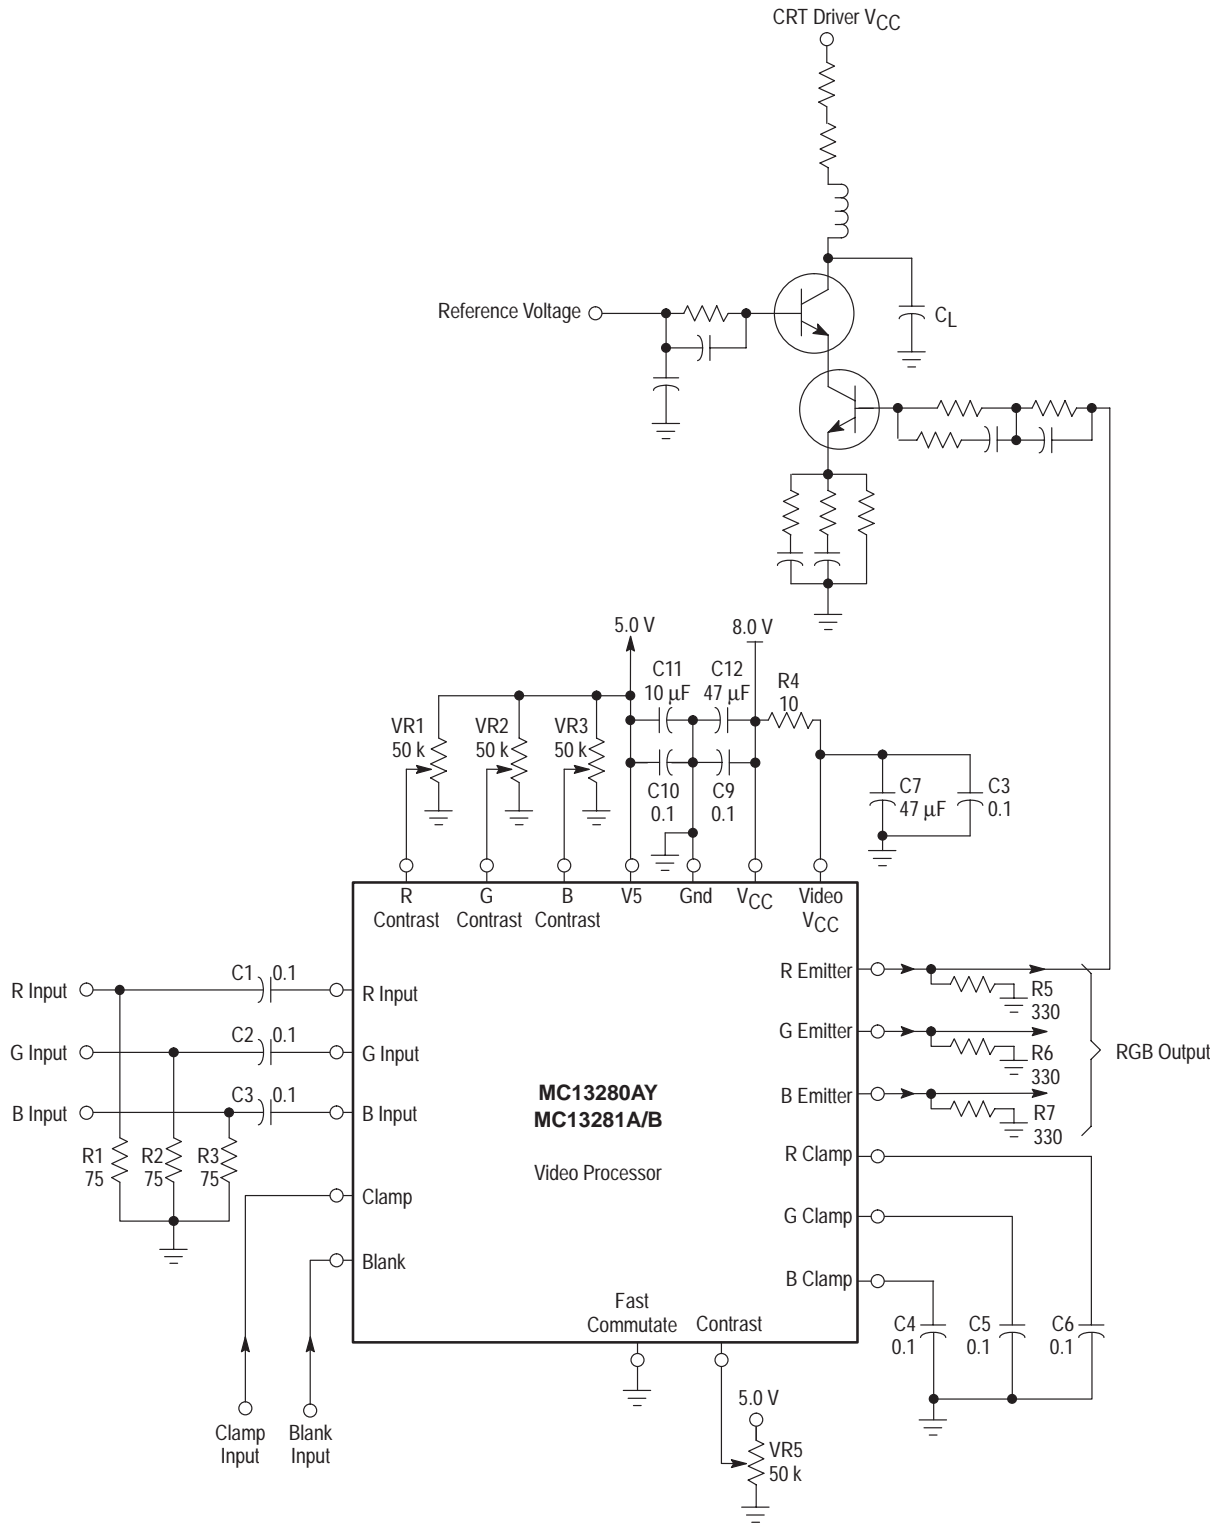 CRT Driver VCC
Reference Voltage
CL
5.0 V
8.0 V
C11
10 µF
C12
47 µF
R4
10
VR1
50 k
VR2
50 k
VR3
50 k
C10
0.1
C9
0.1
C7
47 µF
C3
0.1
R
Contrast
G
Contrast
B
Contrast
V5
Gnd
VCC
Video
VCC
R Input
C1
0.1
R Input
G Input
C2
0.1
G Input
B Input
C3
0.1
B Input
R1
75
R2
75
R3
75
Clamp
Blank
MC13280AY
MC13281A/B
Video Processor
R Emitter
R5
330
G Emitter
R6
330
B Emitter
R7
330
RGB Output
R Clamp
G Clamp
B Clamp
C4
0.1
C5
0.1
C6
0.1
Fast
Commutate
Contrast
5.0 V
VR5
50 k
Clamp
Input
Blank
Input